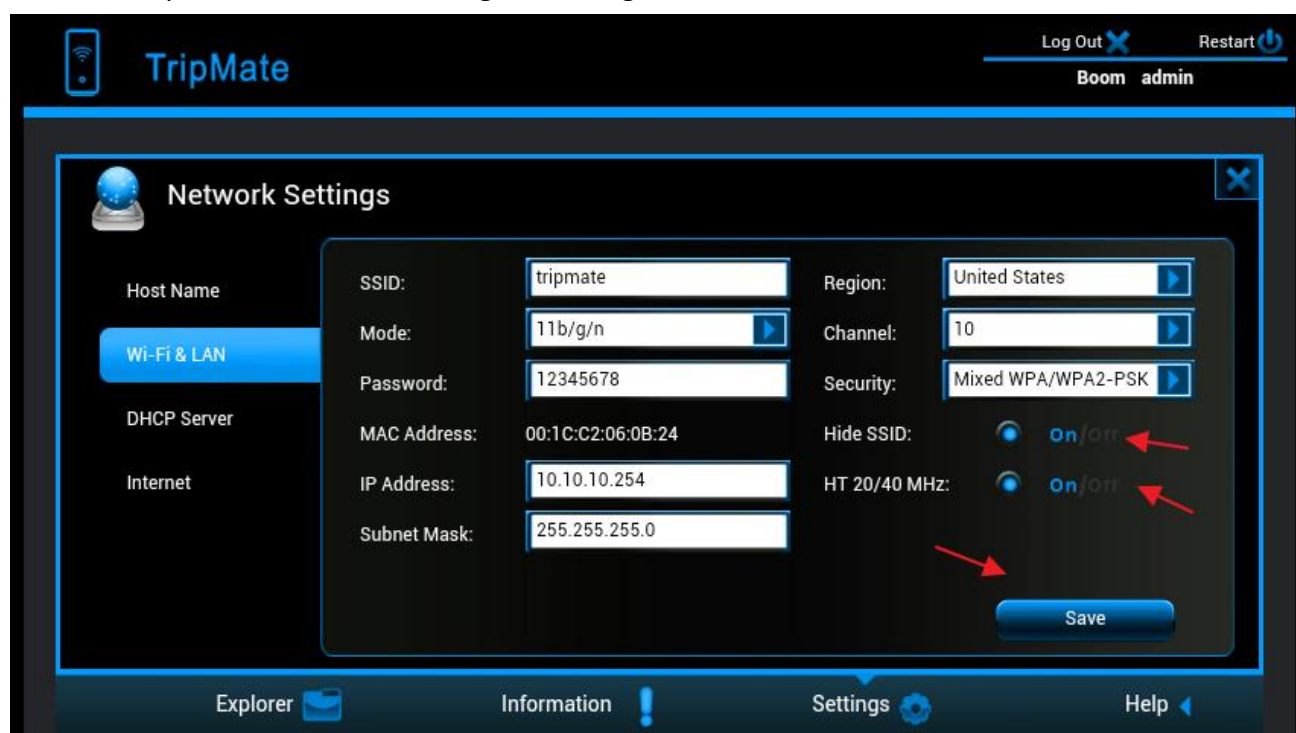 Log Out Restart
TripMate
Boom admin
Network Settings
Host Name
Wi-Fi & LAN
DHCP Server
Internet
SSID: tripmate
Mode: 11b/g/n
Password: 12345678
MAC Address: 00:1C:C2:06:0B:24
IP Address: 10.10.10.254
Subnet Mask: 255.255.255.0
Region: United States
Channel: 10
Security: Mixed WPA/WPA2-PSK
Hide SSID: On/Off
HT 20/40 MHz: On/Off
Save
Explorer Information Settings Help